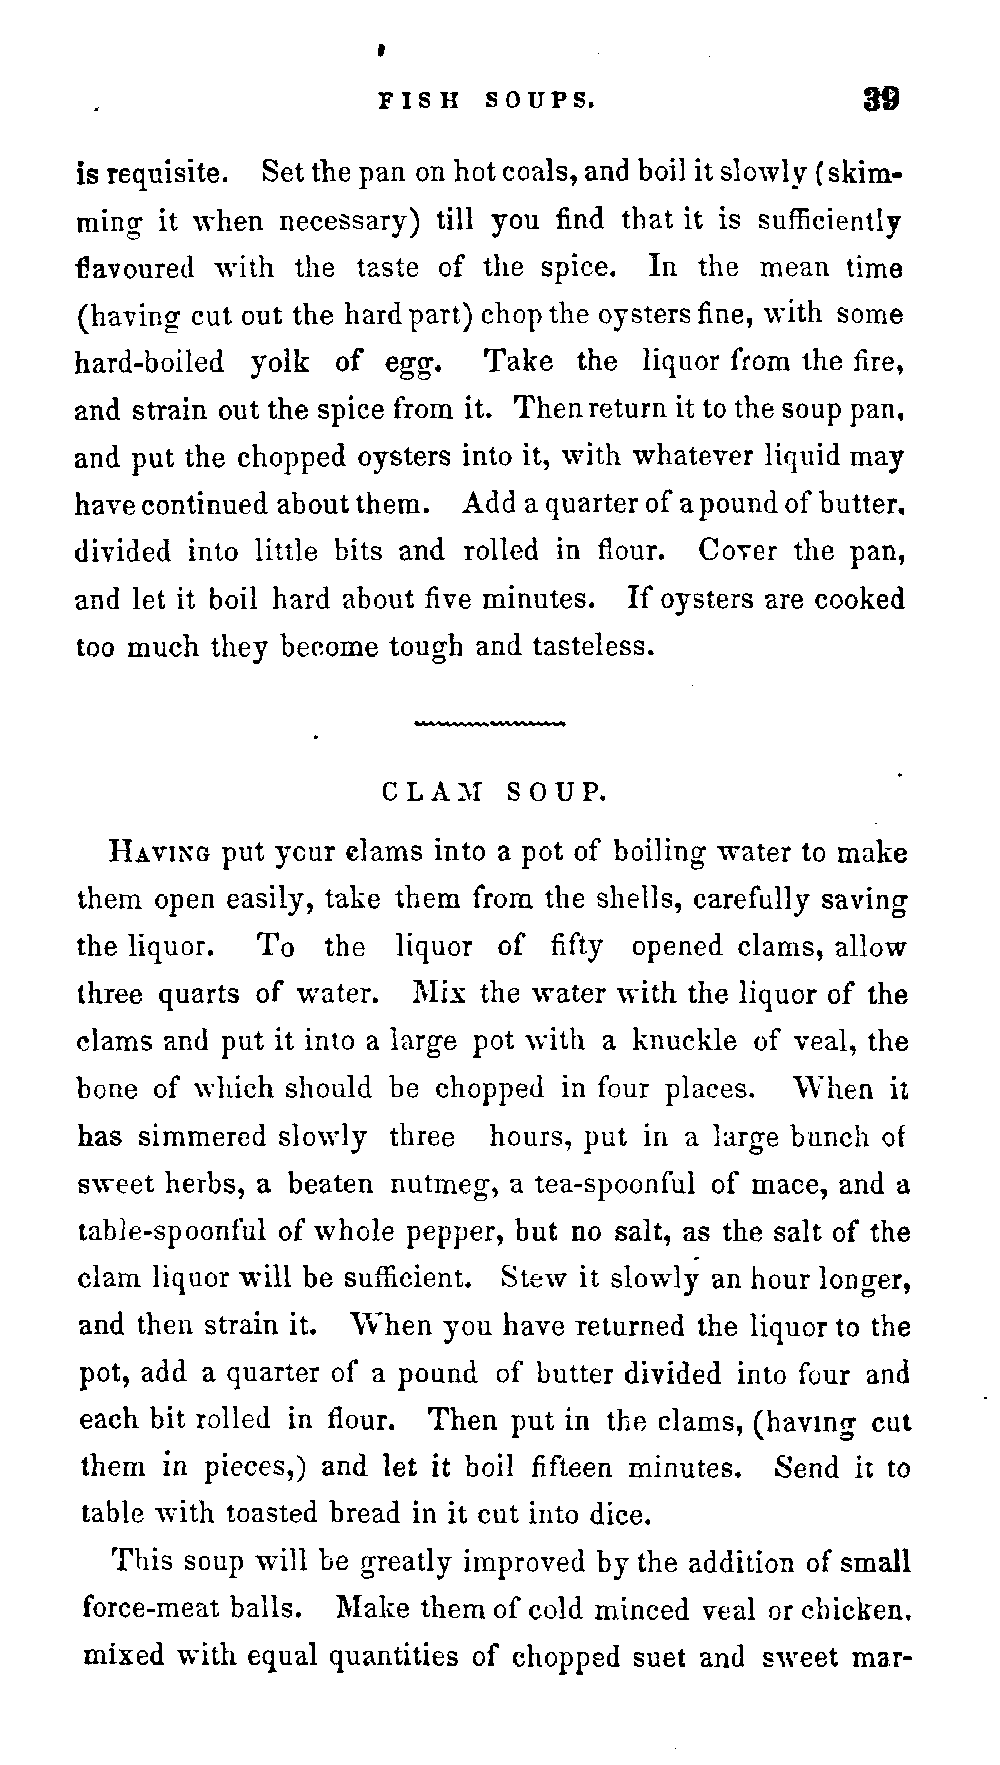 FISH SOUPS. 39
is requisite. Set the pan on hot coals, and boil it slowly (skim-
ming it when necessary) till you find that it is sufficiently
flavoured with the taste of the spice. In the mean time
(having cut out the hard part) chop the oysters fine, with some
hard-boiled yolk of egg. Take the liquor from the fire,
and strain out the spice from it. Then return it to the soup pan,
and put the chopped oysters into it, with whatever liquid may
have continued about them. Add a quarter of a pound of butter,
divided into little bits and rolled in flour. Cover the pan,
and let it boil hard about five minutes. If oysters are cooked
too much they become tough and tasteless.
CLAM SOUP.
HAVING put your clams into a pot of boiling water to make
them open easily, take them from the shells, carefully saving
the liquor. To the liquor of fifty opened clams, allow
three quarts of water. Mix the water with the liquor of the
clams and put it into a large pot with a knuckle of veal, the
bone of which should be chopped in four places. When it
has simmered slowly three hours, put in a large bunch of
sweet herbs, a beaten nutmeg, a tea-spoonful of mace, and a
table-spoonful of whole pepper, but no salt, as the salt of the
clam liquor will be sufficient. Stew it slowly an hour longer,
and then strain it. When you have returned the liquor to the
pot, add a quarter of a pound of butter divided into four and
each bit rolled in flour. Then put in the clams, (having cut
them in pieces,) and let it boil fifteen minutes. Send it to
table with toasted bread in it cut into dice.
This soup will be greatly improved by the addition of small
force-meat balls. Make them of cold minced veal or chicken,
mixed with equal quantities of chopped suet and sweet mar-